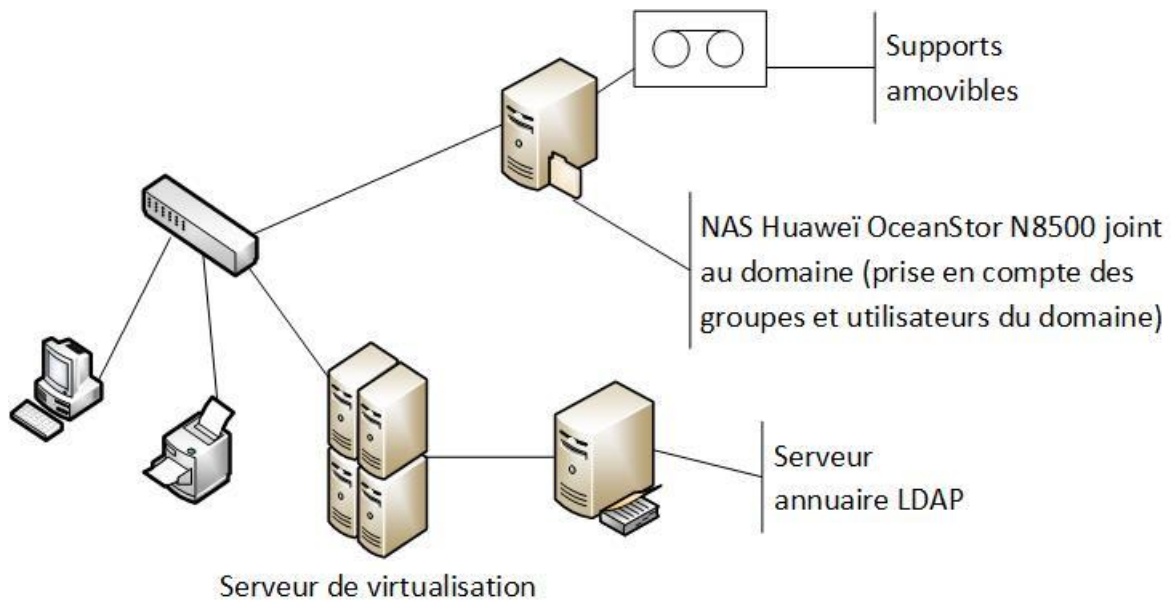 Supports
amovibles
NAS Huaweï OceanStor N8500 joint
au domaine (prise en compte des
groupes et utilisateurs du domaine)
Serveur
annuaire LDAP
Serveur de virtualisation